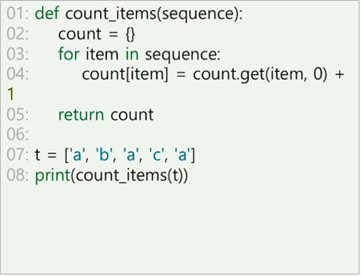 01: def count_items(sequence):
02:     count = {}
03:     for item in sequence:
04:         count[item] = count.get(item, 0) +
1
05:     return count
06:
07: t = ['a', 'b', 'a', 'c', 'a']
08: print(count_items(t))